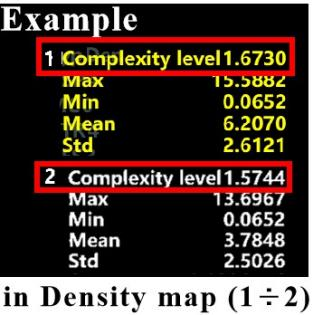 Example
1 Complexity level 1.6730
Max 15.5882
Min 0.0652
Mean 6.2070
Std 2.6121
2 Complexity level 1.5744
Max 13.6967
Min 0.0652
Mean 3.7848
Std 2.5026
in Density map (1÷2)